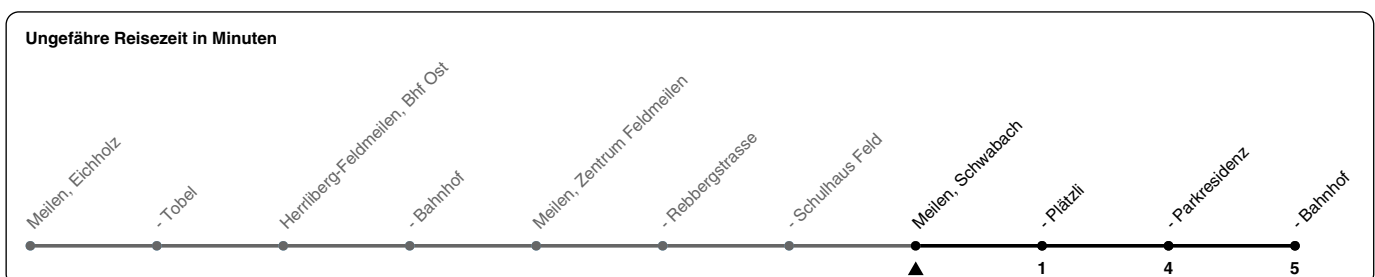 Ungefähre Reisezeit in Minuten
Meilen, Eichholz
- Tobel
Herrliberg-Feldmeilen, Bhf Ost
- Bahnhof
Meilen, Zentrum Feldmeilen
- Rebbergstrasse
- Schulhaus Feld
Meilen, Schwabach
- Plätzli
- Parkresidenz
- Bahnhof
1 4 5